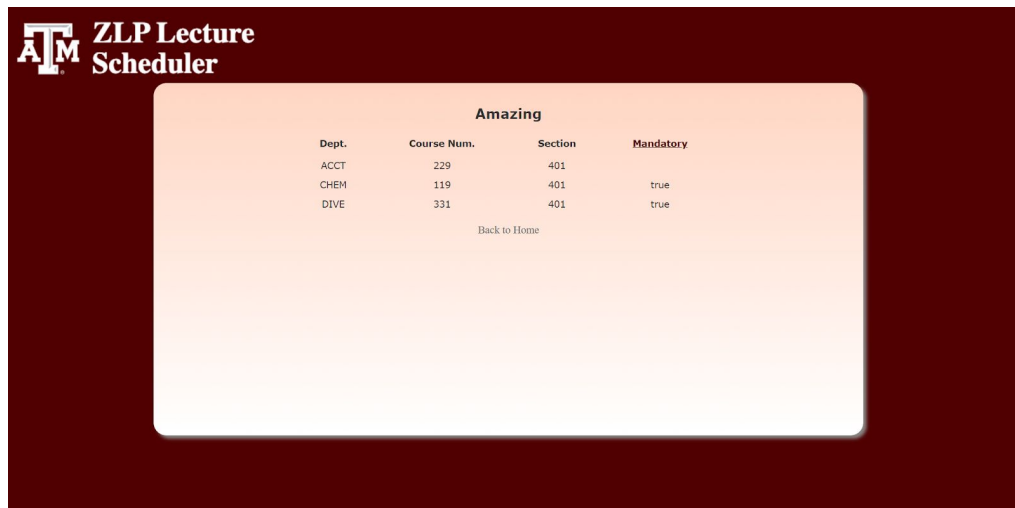 ĀM ZLP Lecture
Scheduler
Amazing
Dept. Course Num. Section Mandatory
ACCT 229 401
CHEM 119 401 true
DIVE 331 401 true
Back to Home